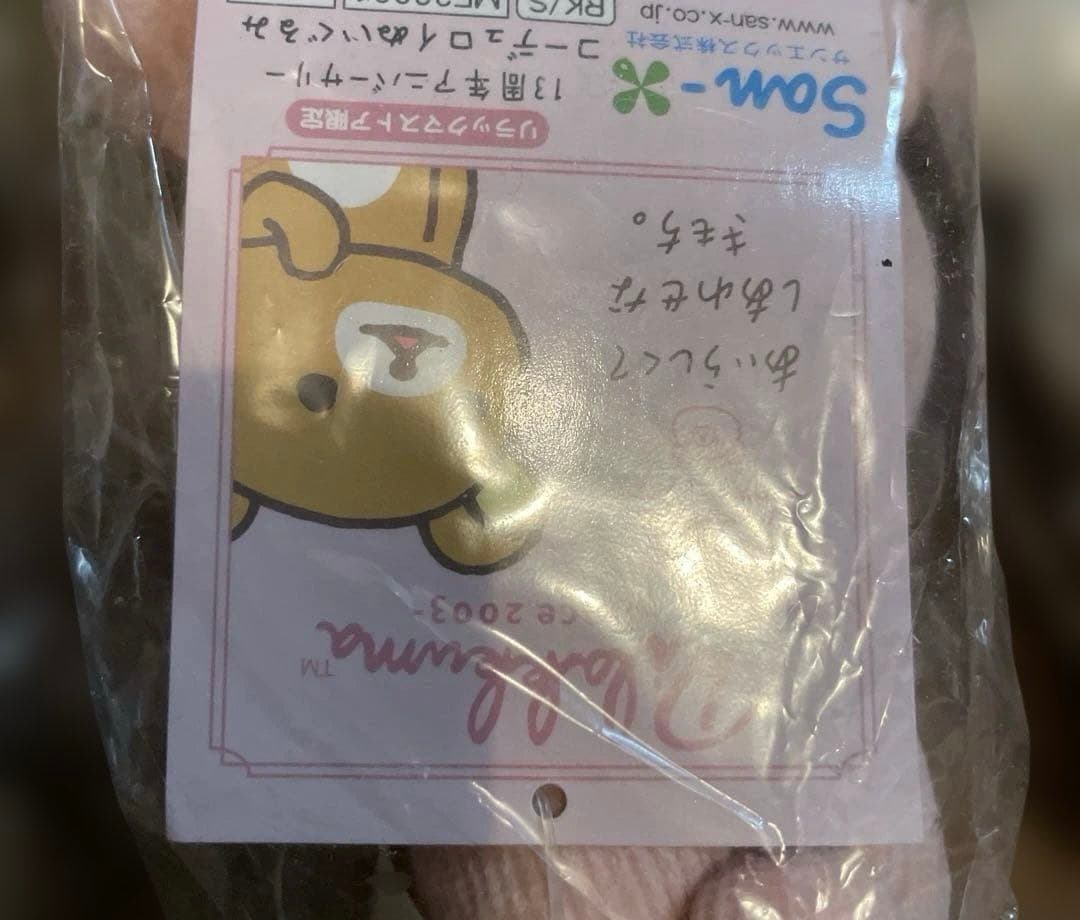 Rilakkuma™
2003-
あいらしくて
しあわせな
きもち。
リラックマストア限定
13周年アニバーサリー
コーデュロイぬいぐるみ
San-X
サンエックス株式会社
www.san-x.co.jp
RK/S